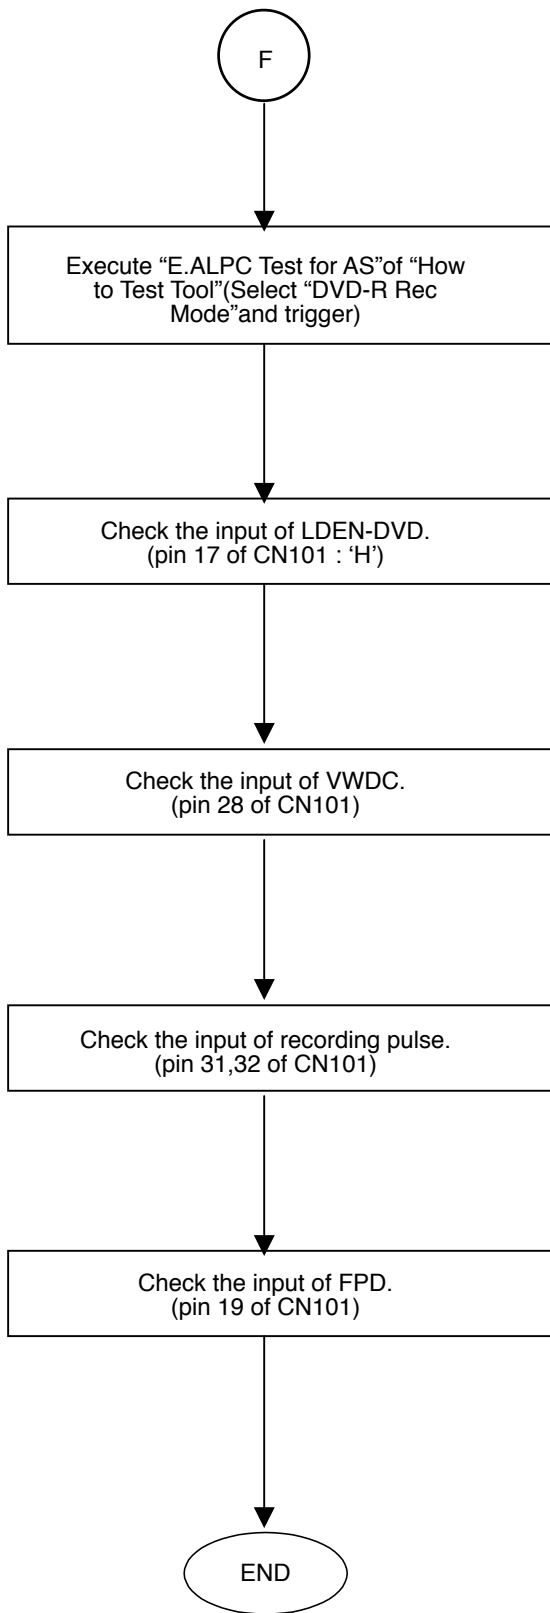 F
Execute “E.ALPC Test for AS”of “How
to Test Tool”(Select “DVD-R Rec
Mode”and trigger)
Check the input of LDEN-DVD.
(pin 17 of CN101 : ‘H’)
Check the input of VWDC.
(pin 28 of CN101)
Check the input of recording pulse.
(pin 31,32 of CN101)
Check the input of FPD.
(pin 19 of CN101)
END